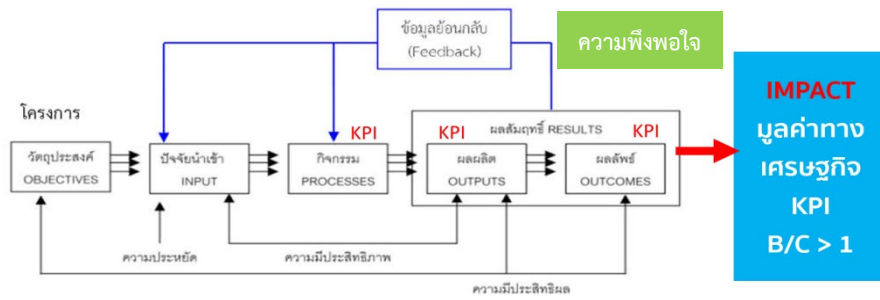 ข้อมูลย้อนกลับ
(Feedback)
ความพึงพอใจ
โครงการ
วัตถุประสงค์
OBJECTIVES
ปัจจัยนำเข้า
INPUT
KPI
กิจกรรม
PROCESSES
ผลสัมฤทธิ์ RESULTS
KPI
ผลผลิต
OUTPUTS
KPI
ผลลัพธ์
OUTCOMES
IMPACT
มูลค่าทาง
เศรษฐกิจ
KPI
B/C > 1
ความประหยัด
ความมีประสิทธิภาพ
ความมีประสิทธิผล